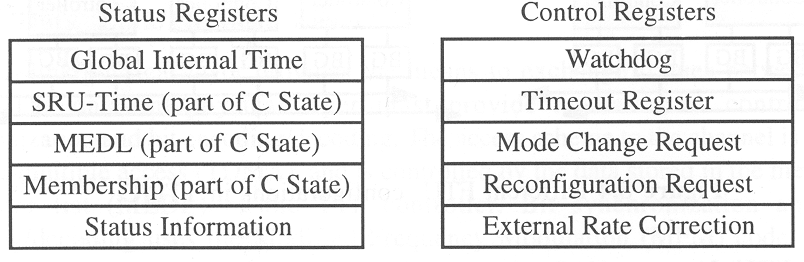 Status Registers
Global Internal Time
SRU-Time (part of C State)
MEDL (part of C State)
Membership (part of C State)
Status Information
Control Registers
Watchdog
Timeout Register
Mode Change Request
Reconfiguration Request
External Rate Correction